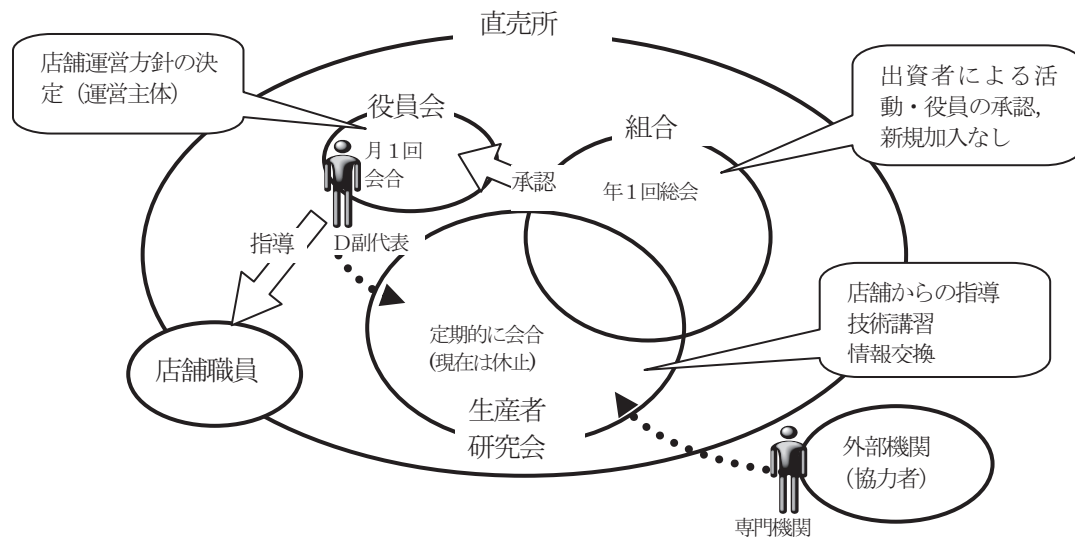 直売所
店舗運営方針の決
定（運営主体）
出資者による活
動・役員の承認,
新規加入なし
役員会
月１回
会合
組合
承認
年１回総会
指導
Ｄ副代表
店舗からの指導
技術講習
情報交換
定期的に会合
(現在は休止)
店舗職員
生産者
研究会
外部機関
（協力者）
専門機関